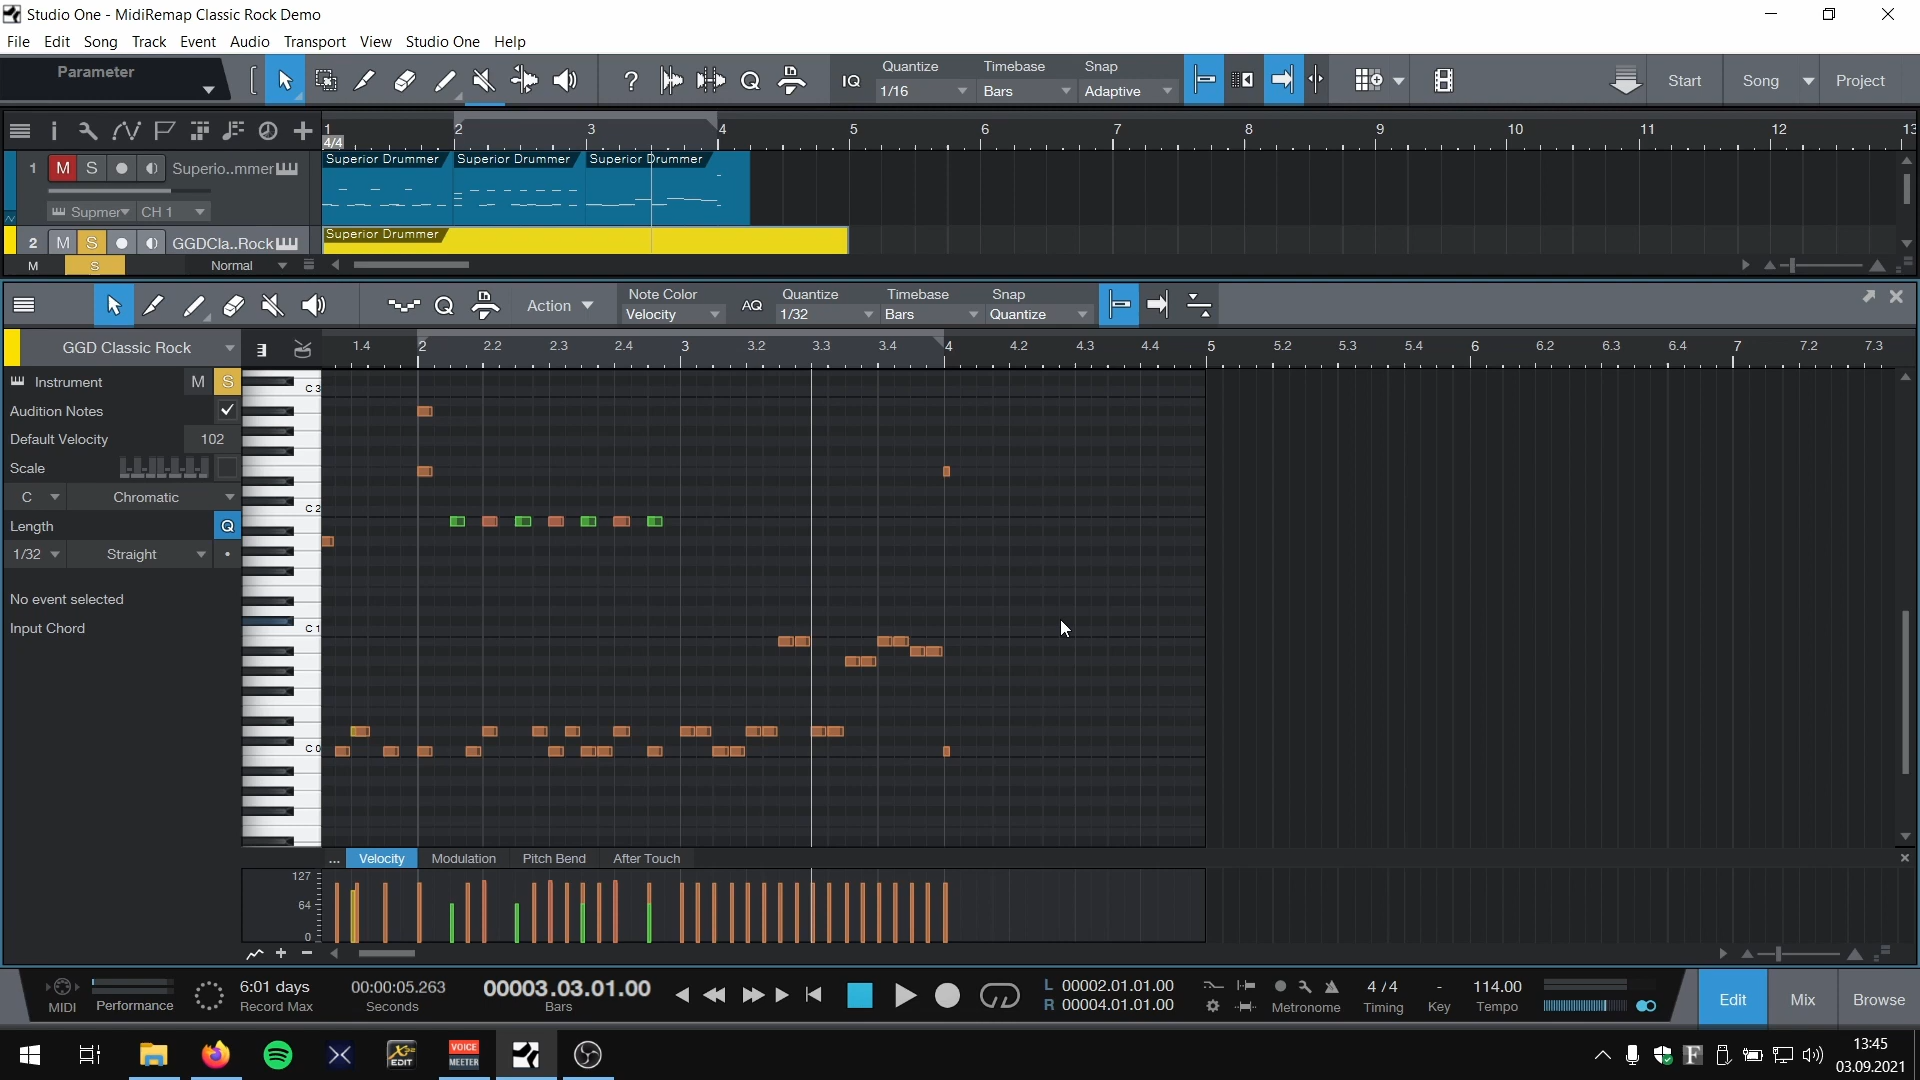 Studio One - MidiRemap Classic Rock Demo
File Edit Song Track Event Audio Transport View Studio One Help
Parameter
? Q IQ
Quantize Timebase Snap
1/16 Bars Adaptive
Start Song Project
1 2 3 4 5 6 7 8 9 10 11 12 13
4/4
1 M S Superio..mmer
Superior Drummer Superior Drummer Superior Drummer
Supmer CH 1
2 M S GGDCla..Rock
Superior Drummer
M S Normal
Q Action
Note Color
Velocity
AQ
Quantize Timebase Snap
1/32 Bars Quantize
GGD Classic Rock
1.4 2 2.2 2.3 2.4 3 3.2 3.3 3.4 4 4.2 4.3 4.4 5 5.2 5.3 5.4 6 6.2 6.3 6.4 7 7.2 7.3
Instrument M S
Audition Notes
Default Velocity 102
Scale
C Chromatic
Length Q
1/32 Straight
No event selected
Input Chord
C 3
C 2
C 1
C 0
... Velocity Modulation Pitch Bend After Touch
127
64
0
MIDI
Performance
6:01 days
Record Max
00:00:05.263
Seconds
00003.03.01.00
Bars
L 00002.01.01.00
R 00004.01.01.00
Metronome
4 / 4
Timing
-
Key
114.00
Tempo
Edit Mix Browse
EDIT
VOICE
MEETER
F
13:45
03.09.2021